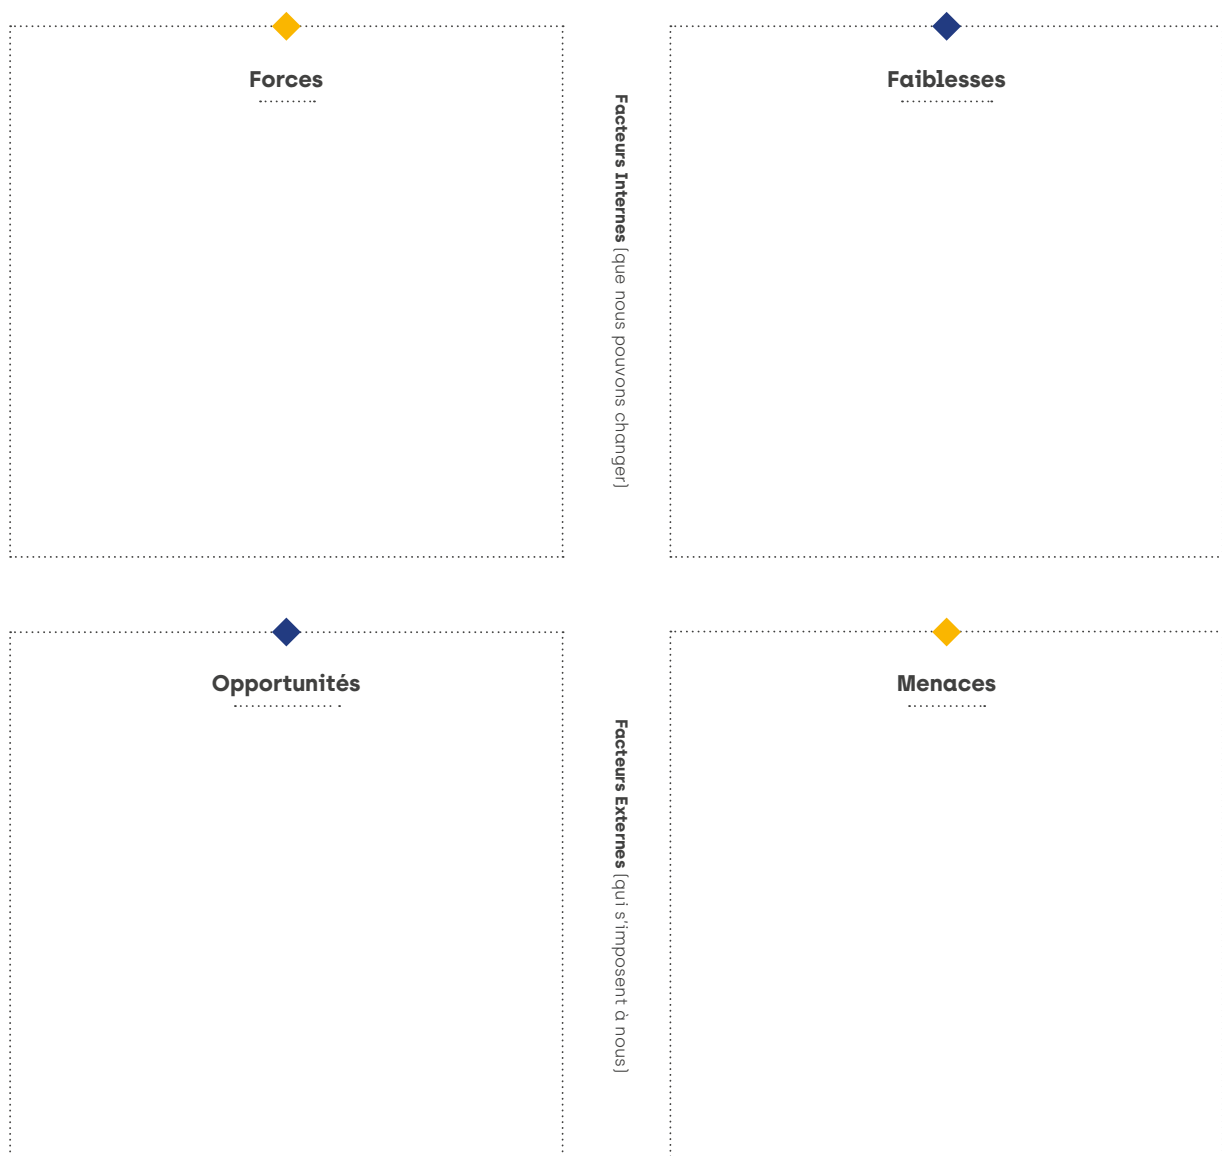 Forces
Faiblesses
Facteurs Internes (que nous pouvons changer)
Opportunités
Menaces
Facteurs Externes (qui s'imposent à nous)